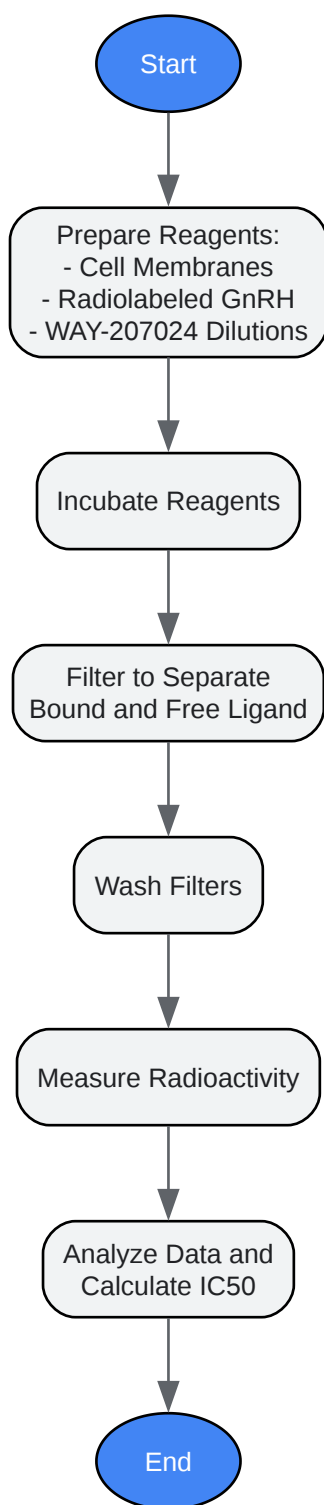 Start
Prepare Reagents:
- Cell Membranes
- Radiolabeled GnRH
- WAY-207024 Dilutions
Incubate Reagents
Filter to Separate
Bound and Free Ligand
Wash Filters
Measure Radioactivity
Analyze Data and
Calculate IC50
End